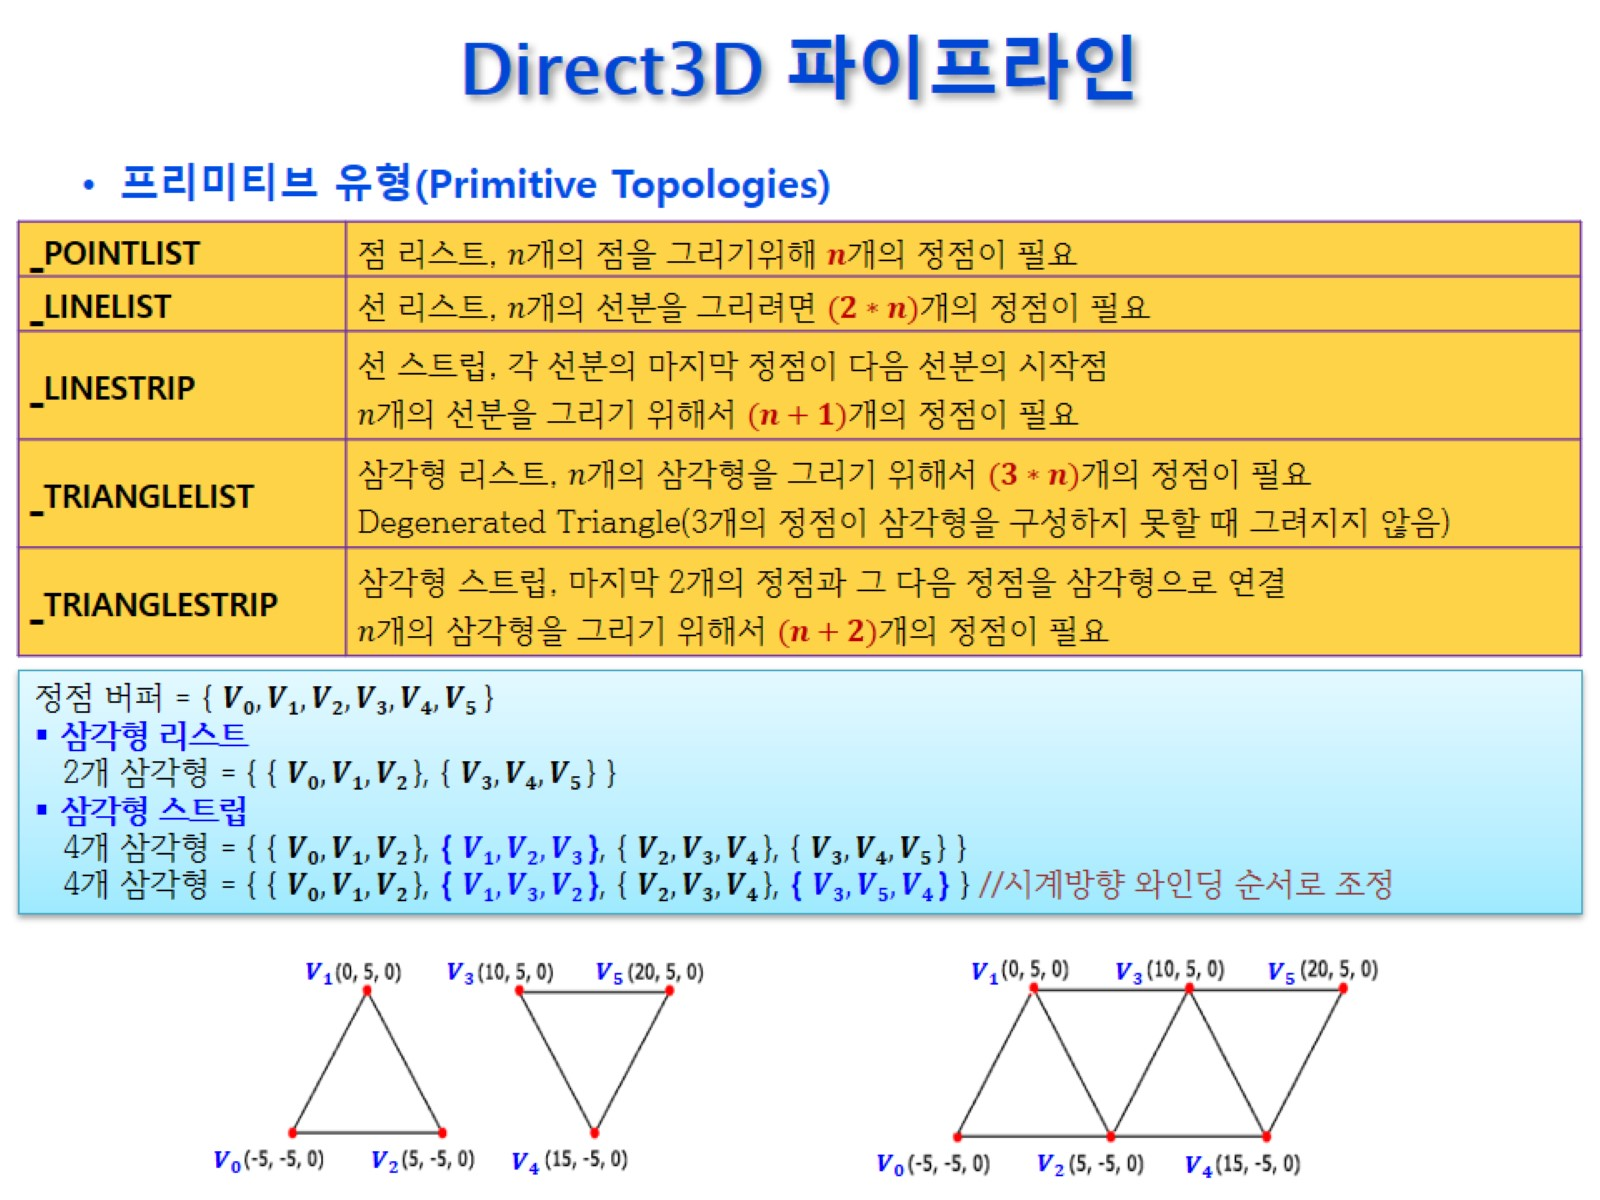 Direct3D 파이프라인
• 프리미티브 유형(Primitive Topologies)
_POINTLIST
점 리스트, n개의 점을 그리기위해 n개의 정점이 필요
_LINELIST
선 리스트, n개의 선분을 그리려면 (2 * n)개의 정점이 필요
_LINESTRIP
선 스트립, 각 선분의 마지막 정점이 다음 선분의 시작점
n개의 선분을 그리기 위해서 (n + 1)개의 정점이 필요
_TRIANGLELIST
삼각형 리스트, n개의 삼각형을 그리기 위해서 (3 * n)개의 정점이 필요
Degenerated Triangle(3개의 정점이 삼각형을 구성하지 못할 때 그려지지 않음)
_TRIANGLESTRIP
삼각형 스트립, 마지막 2개의 정점과 그 다음 정점을 삼각형으로 연결
n개의 삼각형을 그리기 위해서 (n + 2)개의 정점이 필요
정점 버퍼 = { V0, V1, V2, V3, V4, V5 }
▪ 삼각형 리스트
2개 삼각형 = { { V0, V1, V2 }, { V3, V4, V5 } }
▪ 삼각형 스트립
4개 삼각형 = { { V0, V1, V2 }, { V1, V2, V3 }, { V2, V3, V4 }, { V3, V4, V5 } }
4개 삼각형 = { { V0, V1, V2 }, { V1, V3, V2 }, { V2, V3, V4 }, { V3, V5, V4 } } //시계방향 와인딩 순서로 조정
V1 (0, 5, 0) V3 (10, 5, 0) V5 (20, 5, 0)
V0 (-5, -5, 0) V2 (5, -5, 0) V4 (15, -5, 0)
V1 (0, 5, 0) V3 (10, 5, 0) V5 (20, 5, 0)
V0 (-5, -5, 0) V2 (5, -5, 0) V4 (15, -5, 0)